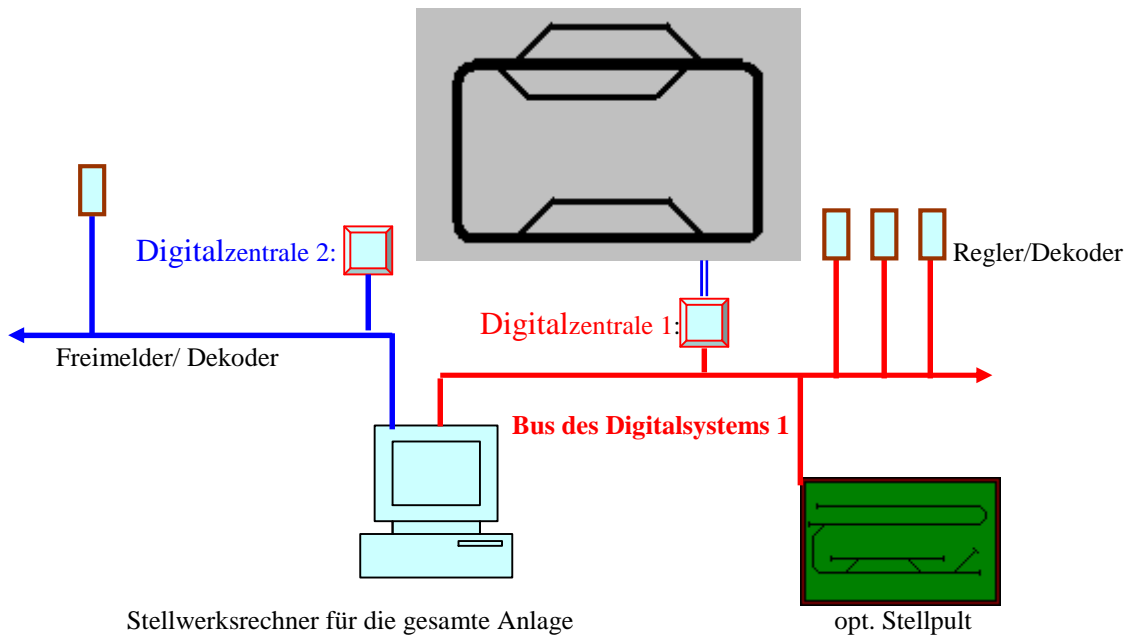 Digitalzentrale 2:
Regler/Dekoder
Digitalzentrale 1:
Freimelder/ Dekoder
Bus des Digitalsystems 1
Stellwerksrechner für die gesamte Anlage
opt. Stellpult